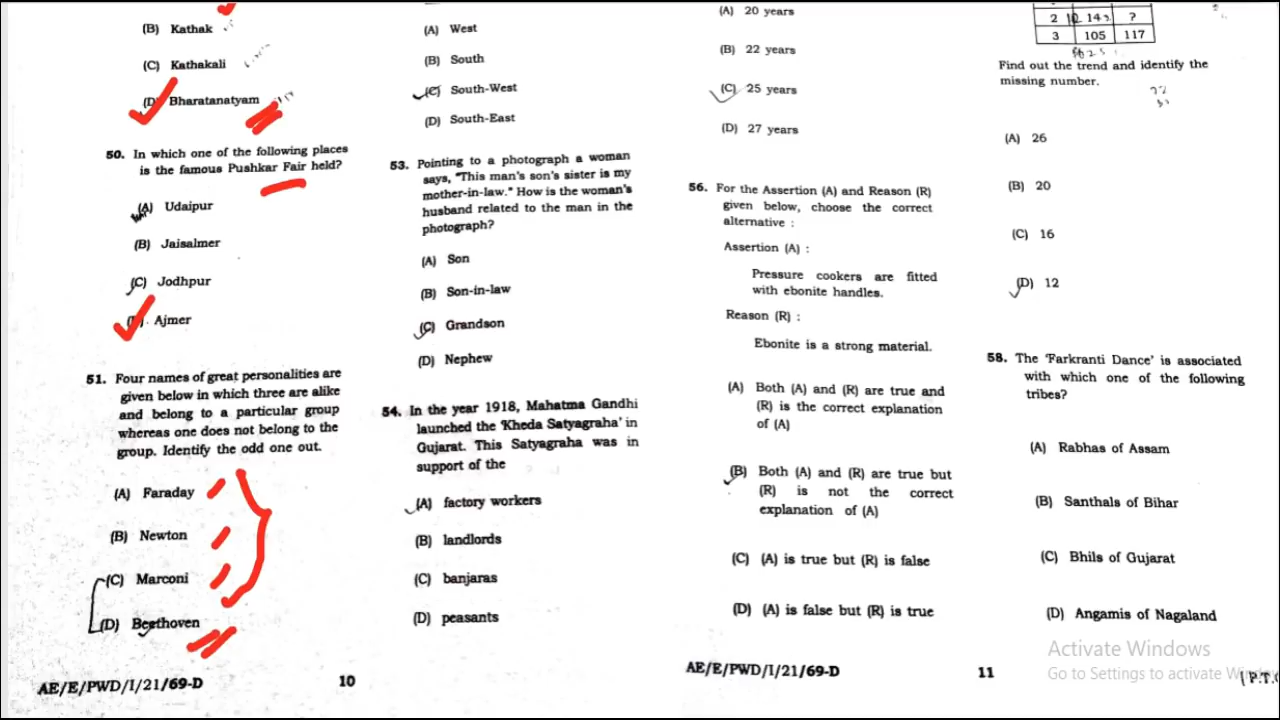 (B) Kathak
(C) Kathakali
(D) Bharatanatyam
50. In which one of the following places
is the famous Pushkar Fair held?
(A) Udaipur
(B) Jaisalmer
(C) Jodhpur
Ajmer
51. Four names of great personalities are
given below in which three are alike
and belong to a particular group
whereas one does not belong to the
group. Identify the odd one out.
(A) Faraday
(B) Newton
(C) Marconi
(D) Beethoven
AE/E/PWD/I/21/69-D
10
(A) West
(B) South
(C) South-West
(D) South-East
53. Pointing to a photograph a woman
says, "This man's son's sister is my
mother-in-law." How is the woman's
husband related to the man in the
photograph?
(A) Son
(B) Son-in-law
(C) Grandson
(D) Nephew
54. In the year 1918, Mahatma Gandhi
launched the 'Kheda Satyagraha' in
Gujarat. This Satyagraha was in
support of the
(A) factory workers
(B) landlords
(C) banjaras
(D) peasants
(A) 20 years
(B) 22 years
(C) 25 years
(D) 27 years
56. For the Assertion (A) and Reason (R)
given below, choose the correct
alternative :
Assertion (A) :
Pressure cookers are fitted
with ebonite handles.
Reason (R) :
Ebonite is a strong material.
(A) Both (A) and (R) are true and
(R) is the correct explanation
of (A)
(B) Both (A) and (R) are true but
(R) is not the correct
explanation of (A)
(C) (A) is true but (R) is false
(D) (A) is false but (R) is true
AE/E/PWD/I/21/69-D
11
2 14 ?
3 105 117
Find out the trend and identify the
missing number.
(A) 26
(B) 20
(C) 16
(D) 12
58. The 'Farkranti Dance' is associated
with which one of the following
tribes?
(A) Rabhas of Assam
(B) Santhals of Bihar
(C) Bhils of Gujarat
(D) Angamis of Nagaland
Activate Windows
Go to Settings to activate